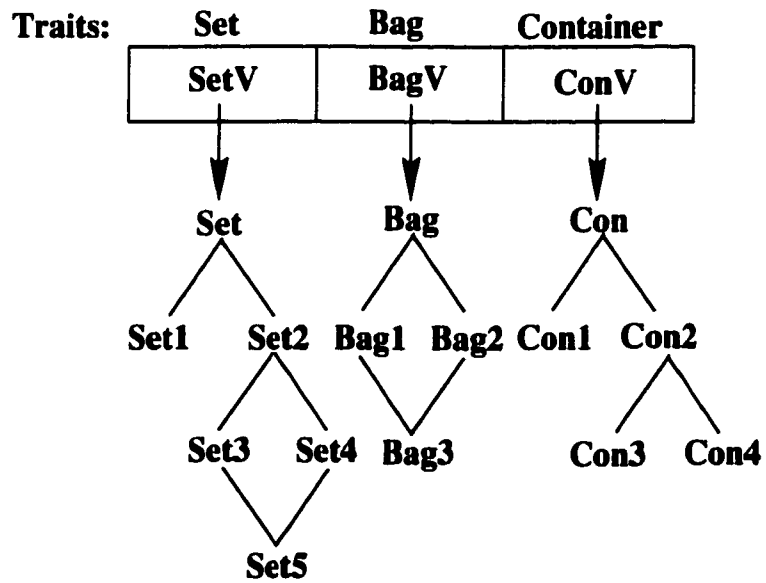 Traits: Set Bag Container
SetV BagV ConV
Set Bag Con
Set1 Set2 Bag1 Bag2 Con1 Con2
Set3 Set4 Bag3 Con3 Con4
Set5